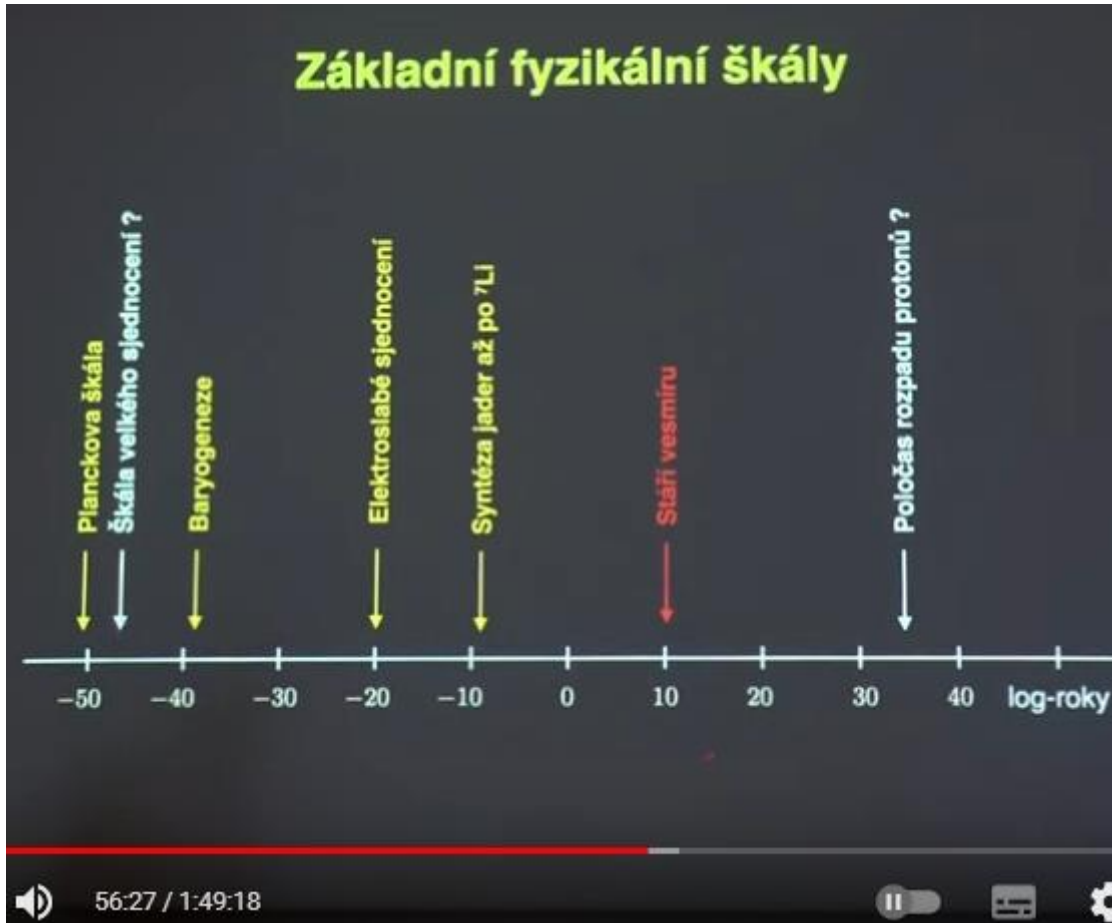 Základní fyzikální škály
Planckova škála
Škála velkého sjednocení ?
Baryogeneze
Elektroslabé sjednocení
Syntéza jader až po ⁷Li
Stáří vesmíru
Poločas rozpadu protonů ?
−50 −40 −30 −20 −10 0 10 20 30 40 log-roky
56:27 / 1:49:18